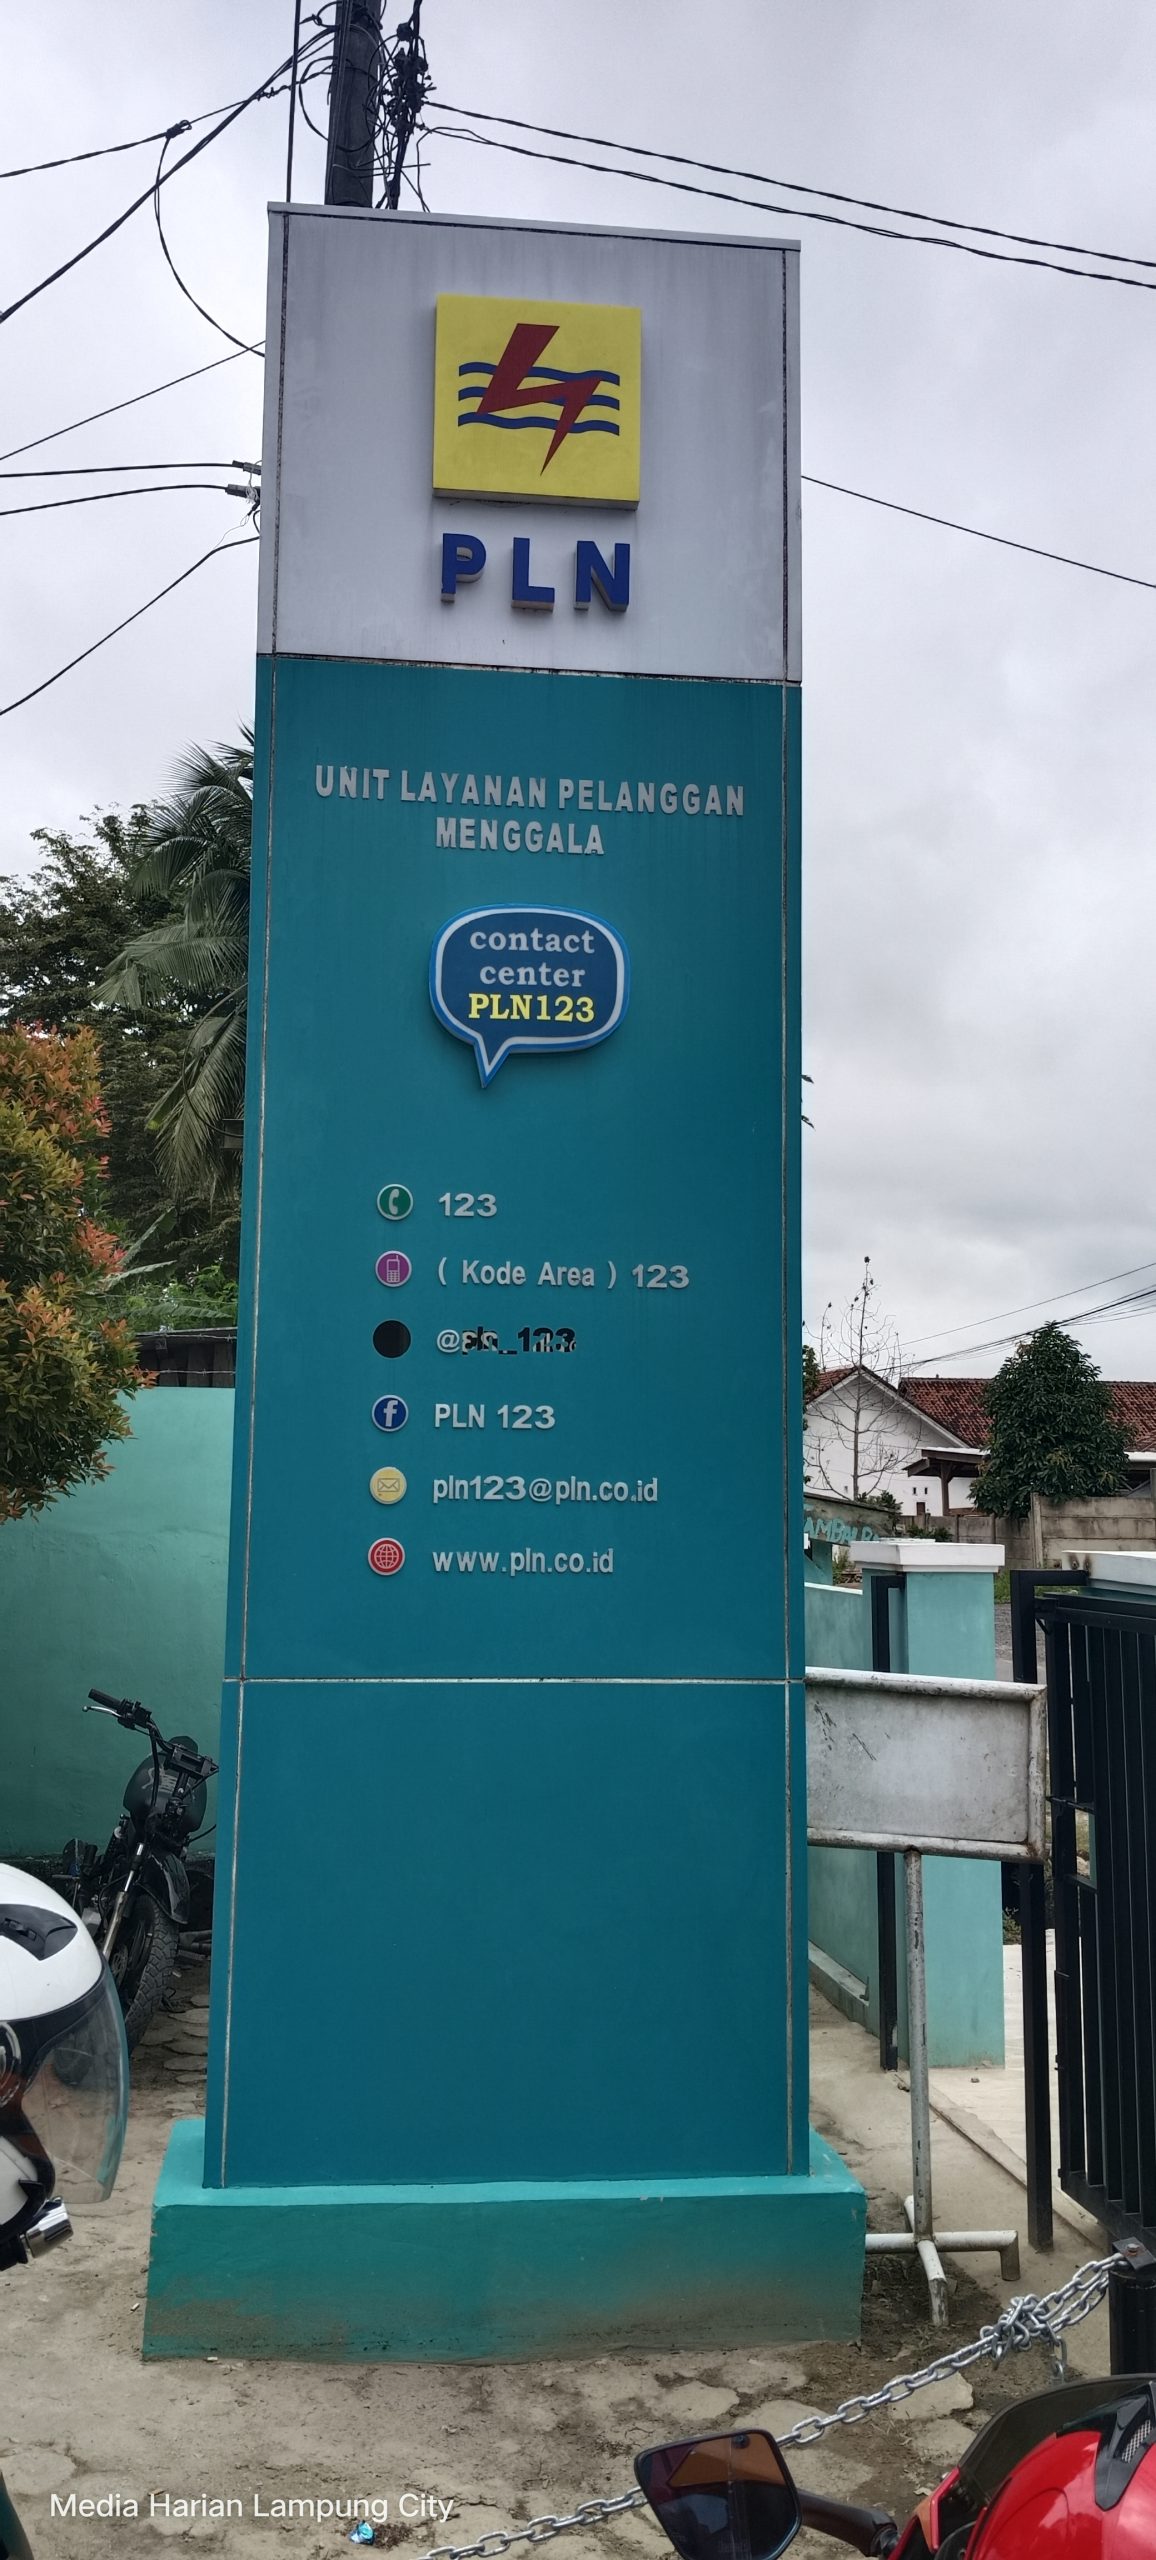 PLN
UNIT LAYANAN PELANGGAN
MENGGALA
contact
center
PLN123
123
( Kode Area ) 123
PLN 123
pln123@pln.co.id
www.pln.co.id
Media Harian Lampung City